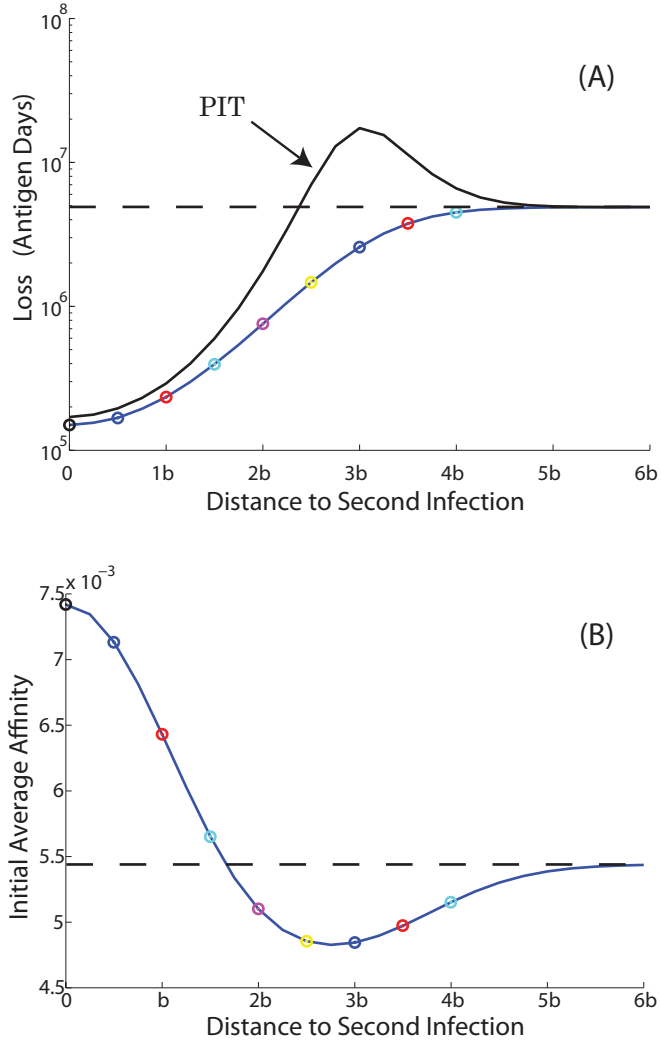 (A)
PIT
Loss (Antigen Days)
10^8
10^7
10^6
10^5
0 1b 2b 3b 4b 5b 6b
Distance to Second Infection
(B)
x 10^−3
Initial Average Affinity
7.5
7
6.5
6
5.5
5
4.5
0 b 2b 3b 4b 5b 6b
Distance to Second Infection